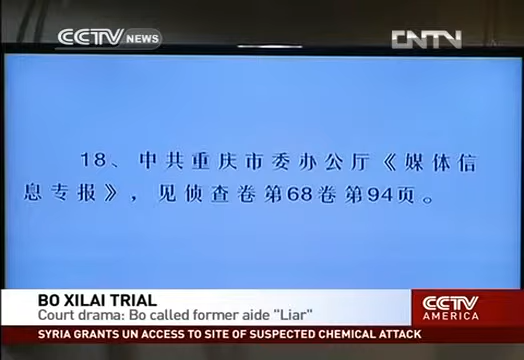 CCTV NEWS
CNTV
18、中共重庆市委办公厅《媒体信
息专报》，见侦查卷第68卷第94页。
BO XILAI TRIAL
Court drama: Bo called former aide "Liar"
CCTV
AMERICA
SYRIA GRANTS UN ACCESS TO SITE OF SUSPECTED CHEMICAL ATTACK